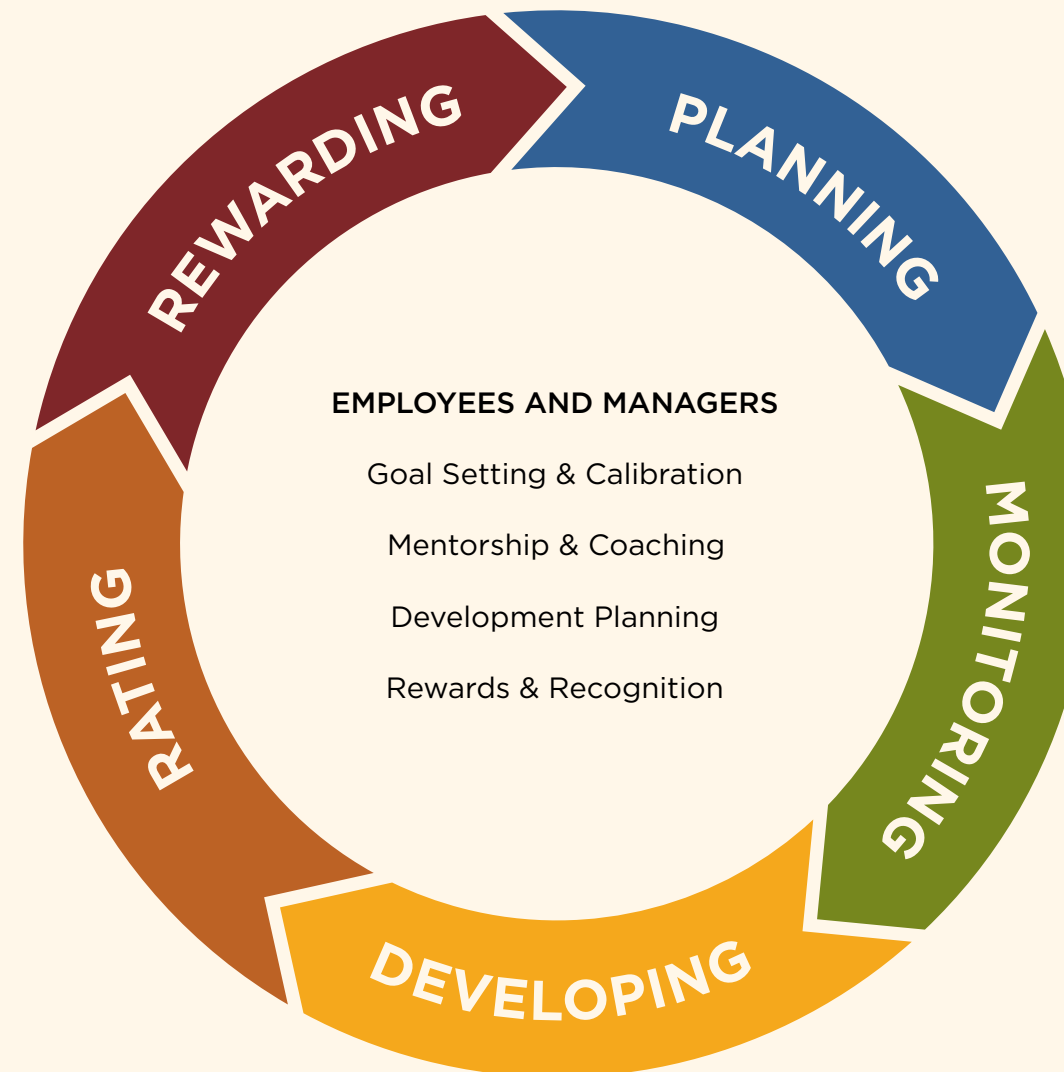 REWARDING
PLANNING
MONITORING
DEVELOPING
RATING
EMPLOYEES AND MANAGERS
Goal Setting & Calibration
Mentorship & Coaching
Development Planning
Rewards & Recognition